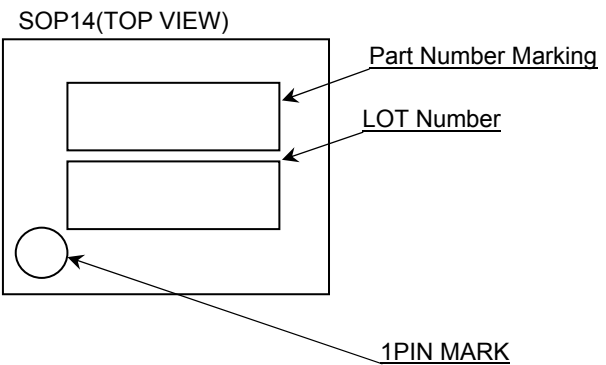 SOP14(TOP VIEW)
Part Number Marking
LOT Number
1PIN MARK